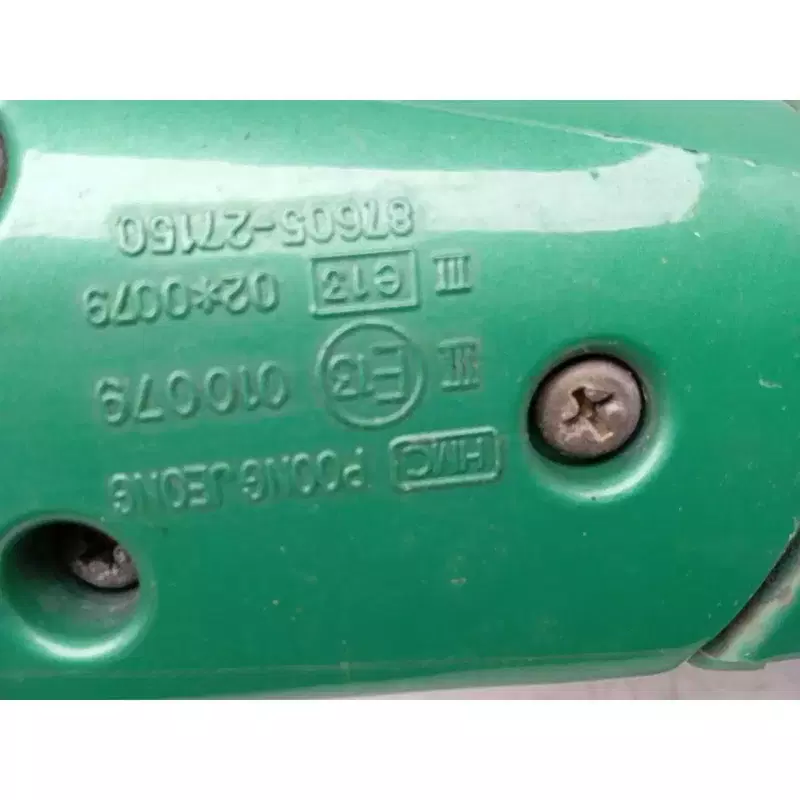 HMC POONG JEONG
III E13 010079
III e13 02*0079
87605-27150